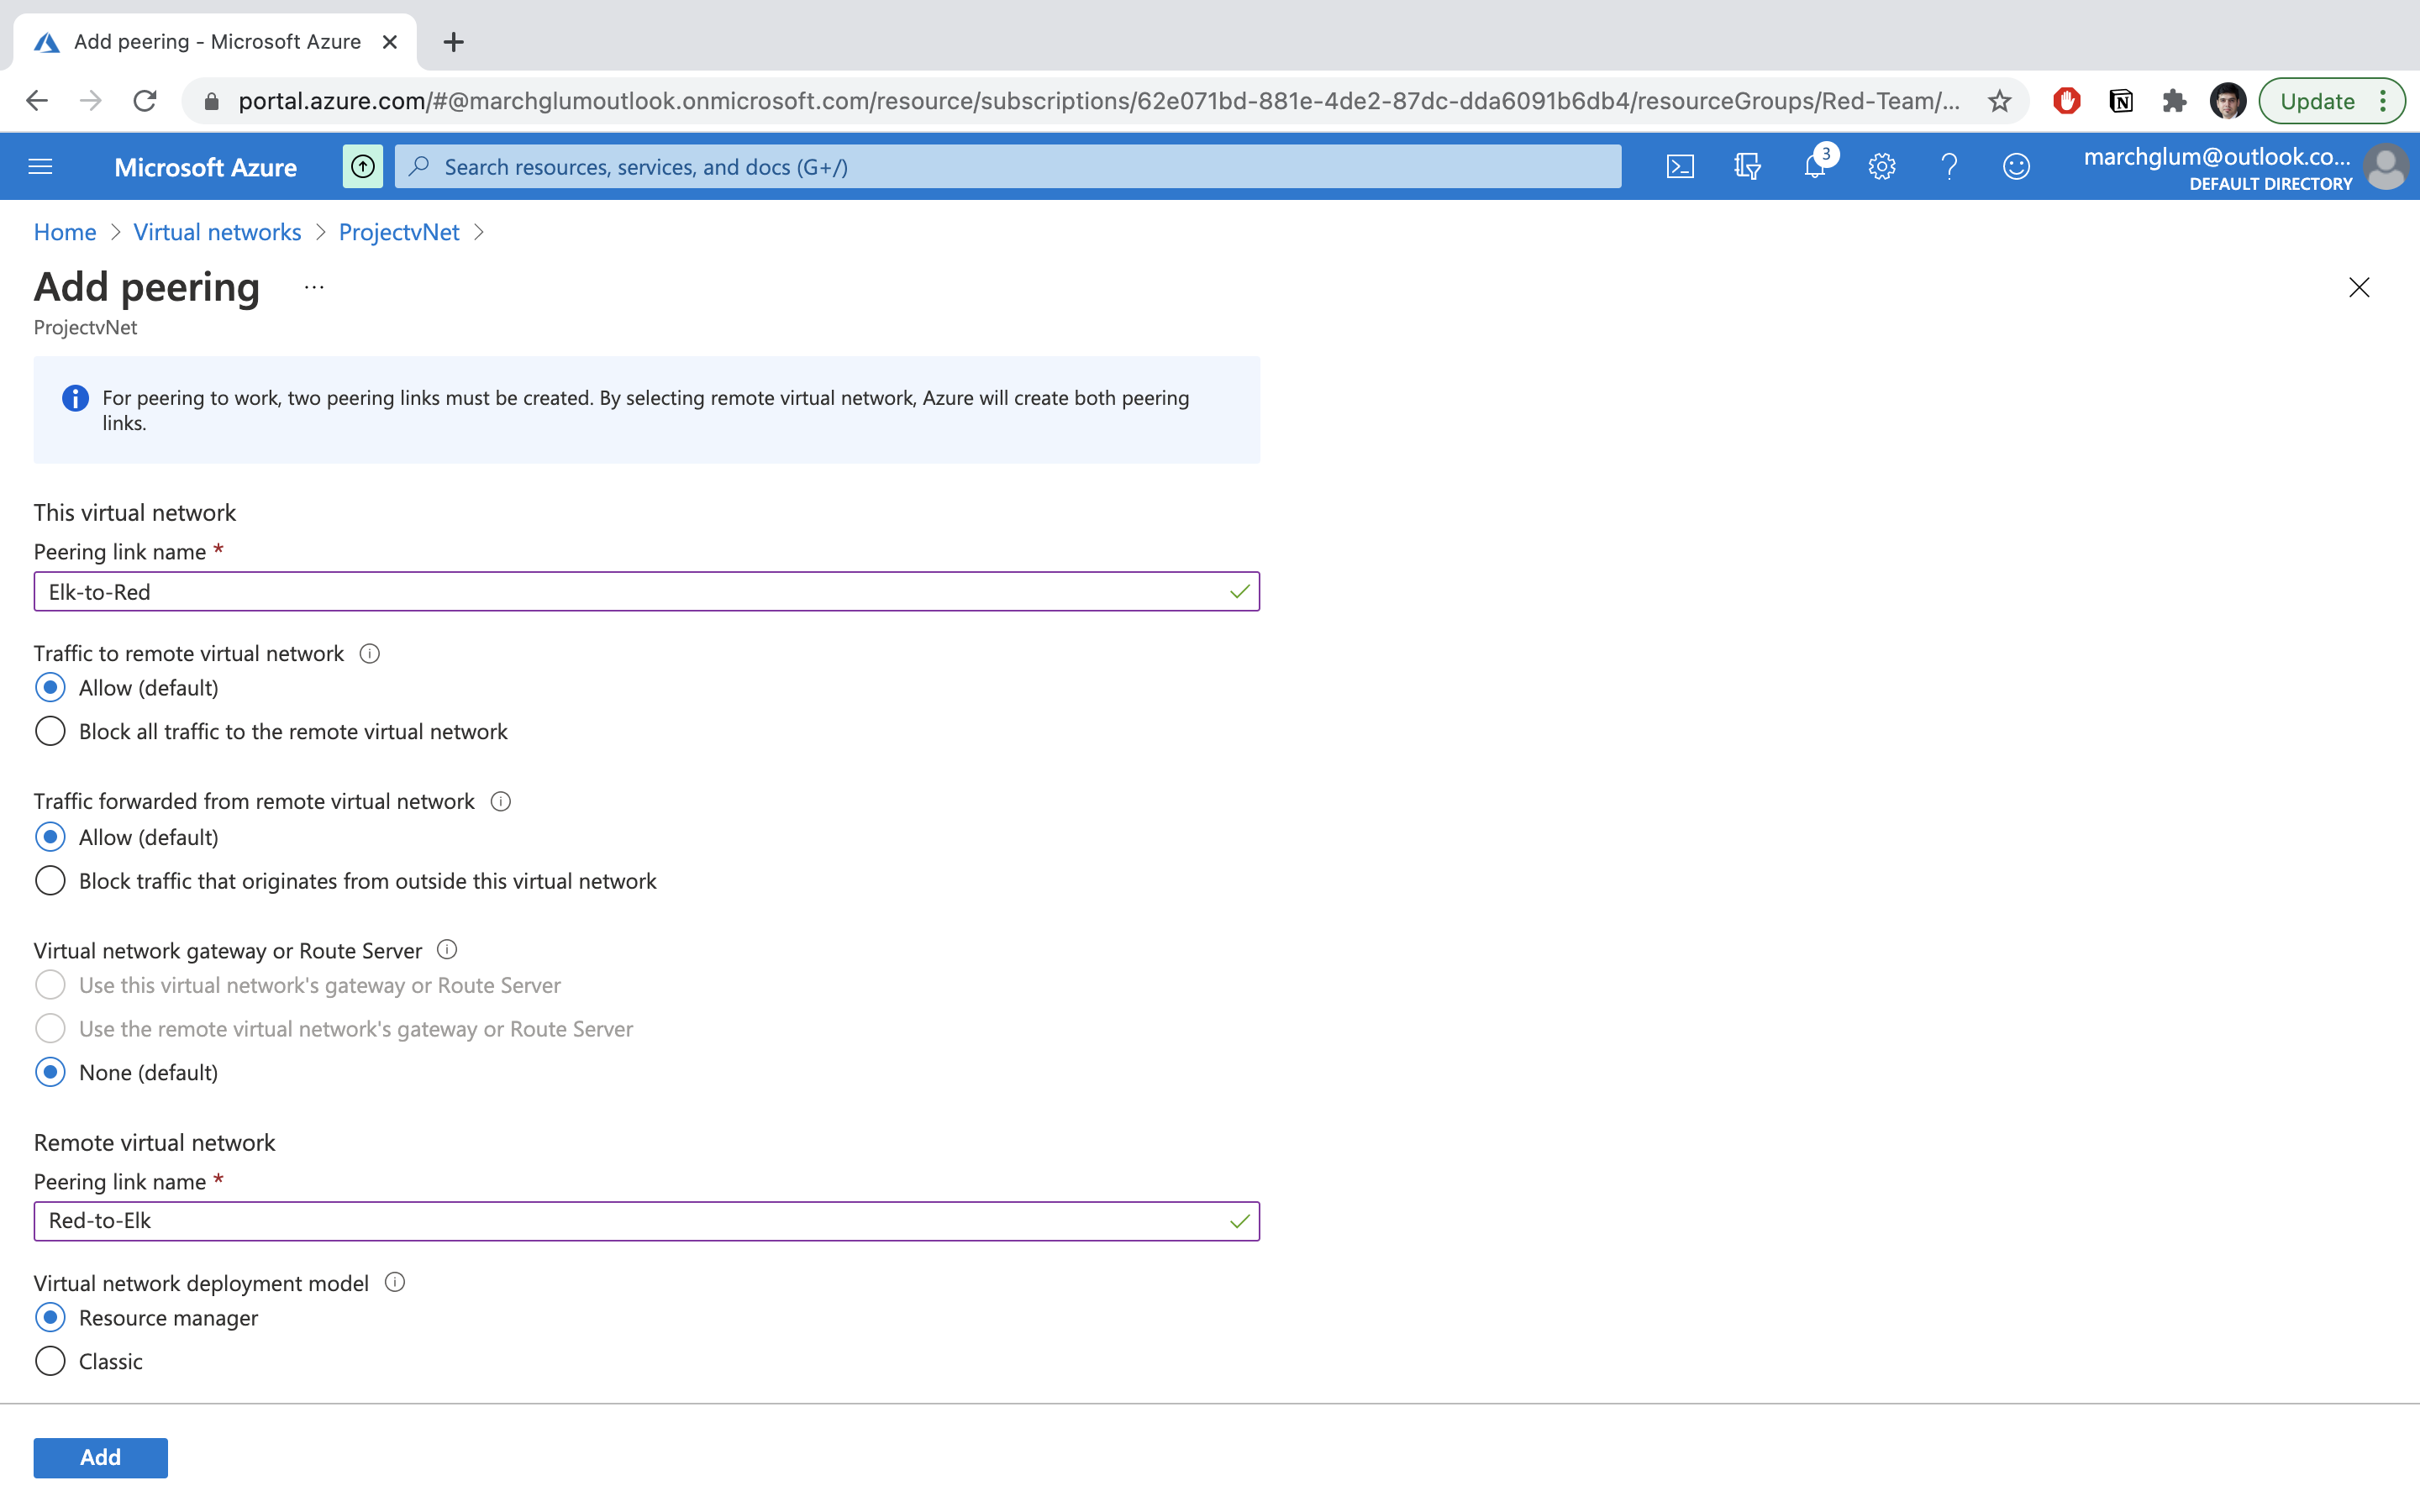 Add peering - Microsoft Azure
portal.azure.com/#@marchglumoutlook.onmicrosoft.com/resource/subscriptions/62e071bd-881e-4de2-87dc-dda6091b6db4/resourceGroups/Red-Team/...
Update
Microsoft Azure
Search resources, services, and docs (G+/)
3
marchglum@outlook.co...
DEFAULT DIRECTORY
Home > Virtual networks > ProjectvNet >
Add peering ...
ProjectvNet
For peering to work, two peering links must be created. By selecting remote virtual network, Azure will create both peering
links.
This virtual network
Peering link name *
Elk-to-Red
Traffic to remote virtual network
Allow (default)
Block all traffic to the remote virtual network
Traffic forwarded from remote virtual network
Allow (default)
Block traffic that originates from outside this virtual network
Virtual network gateway or Route Server
Use this virtual network's gateway or Route Server
Use the remote virtual network's gateway or Route Server
None (default)
Remote virtual network
Peering link name *
Red-to-Elk
Virtual network deployment model
Resource manager
Classic
Add